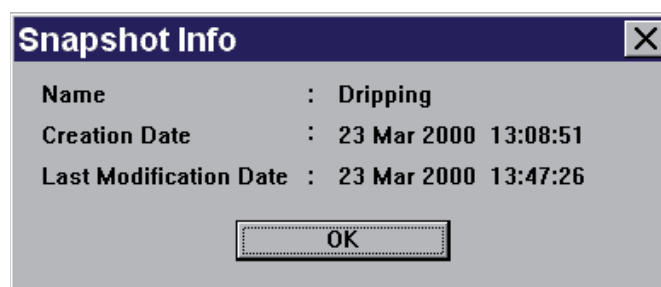 Snapshot Info
Name : Dripping
Creation Date : 23 Mar 2000 13:08:51
Last Modification Date : 23 Mar 2000 13:47:26
OK